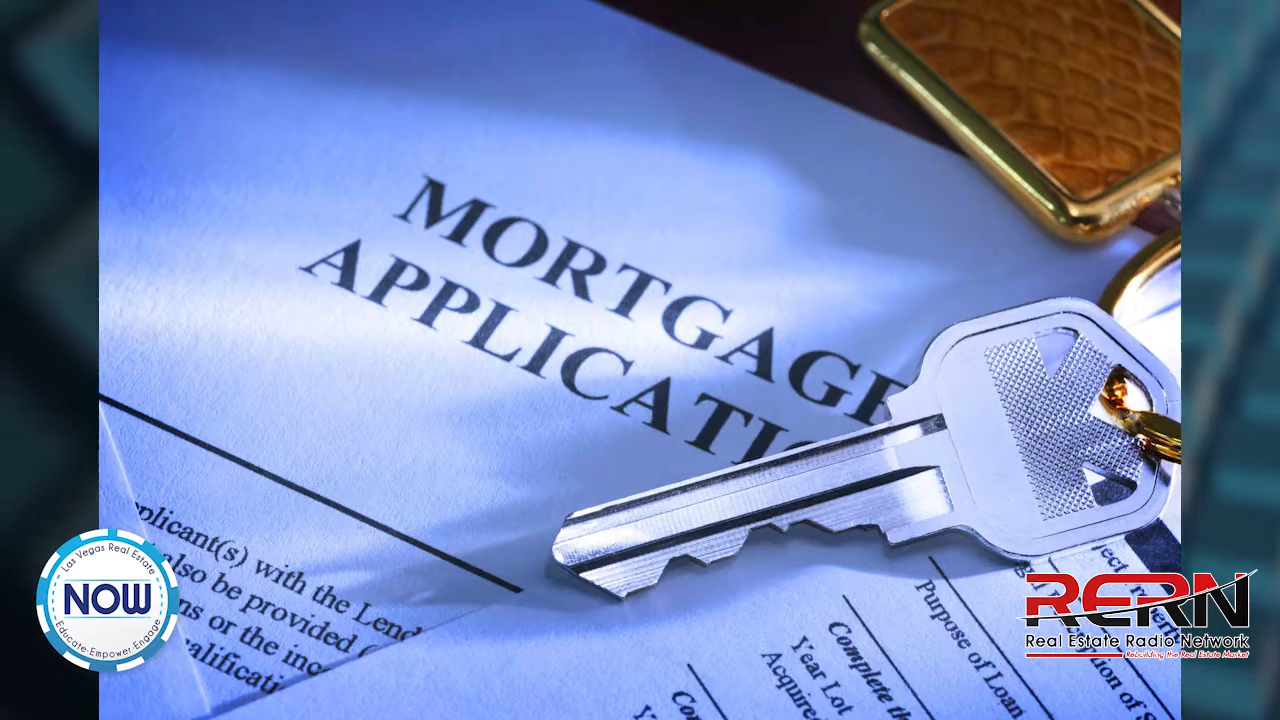 MORTGAGE
APPLICATIO
plicant(s) with the Lend
also be provided (
ns or the inc
alificati
Purpose of Loan
Complete th
Year Lot
Acquired
Con
Y
Las Vegas Real Estate
NOW
Educate·Empower·Engage
RERN
Real Estate Radio Network
Rebuilding the Real Estate Market